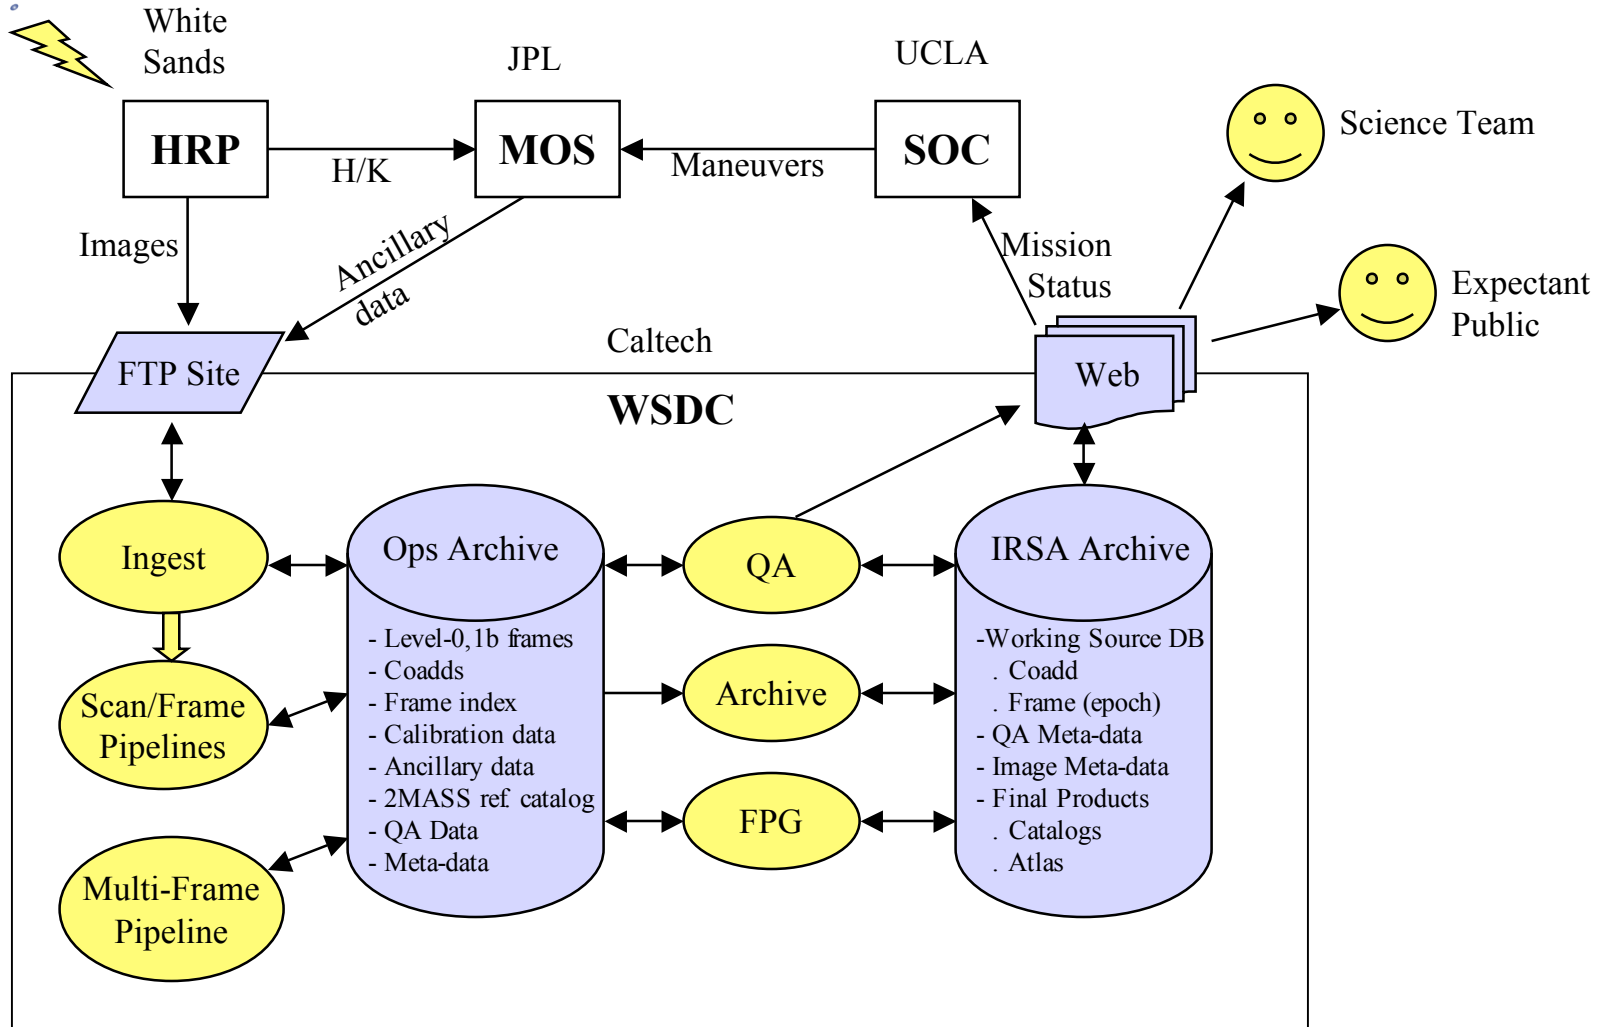 White
Sands
JPL
UCLA
HRP
MOS
SOC
Science Team
H/K
Maneuvers
Images
Ancillary
data
Mission
Status
Expectant
Public
FTP Site
Caltech
Web
WSDC
Ingest
Ops Archive
QA
IRSA Archive
- Level-0,1b frames
- Coadds
- Frame index
- Calibration data
- Ancillary data
- 2MASS ref. catalog
- QA Data
- Meta-data
-Working Source DB
. Coadd
. Frame (epoch)
- QA Meta-data
- Image Meta-data
- Final Products
. Catalogs
. Atlas
Scan/Frame
Pipelines
Archive
FPG
Multi-Frame
Pipeline